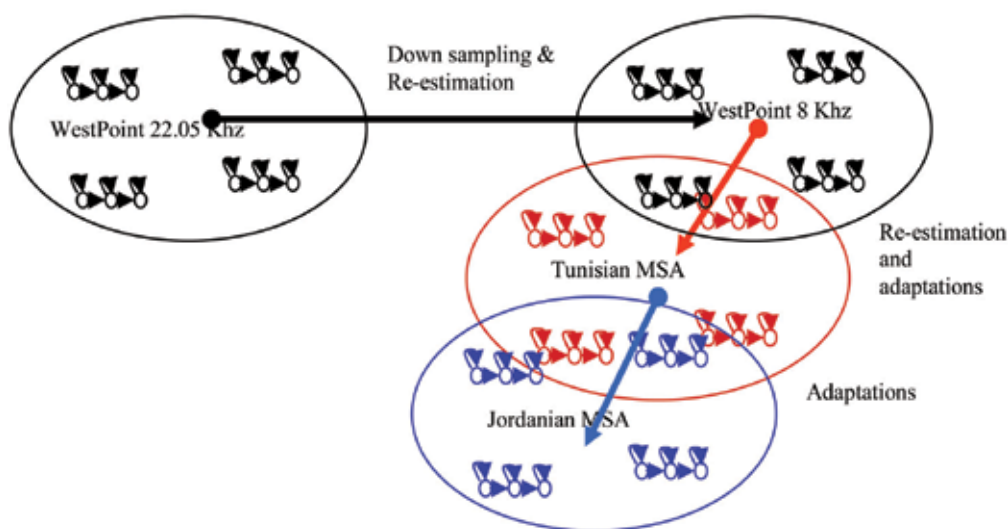 Down sampling &
Re-estimation
WestPoint 22.05 Khz
WestPoint 8 Khz
Re-estimation
and
adaptations
Tunisian MSA
Adaptations
Jordanian MSA